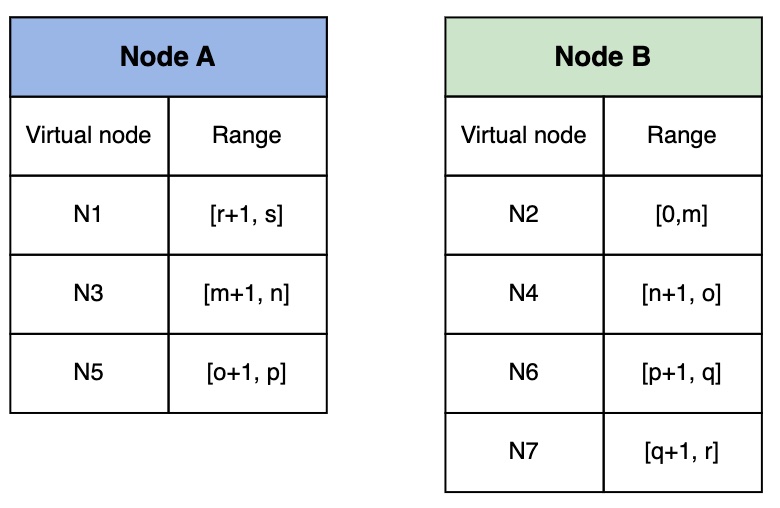 Node A
Virtual node Range
N1 [r+1, s]
N3 [m+1, n]
N5 [o+1, p]
Node B
Virtual node Range
N2 [0,m]
N4 [n+1, o]
N6 [p+1, q]
N7 [q+1, r]